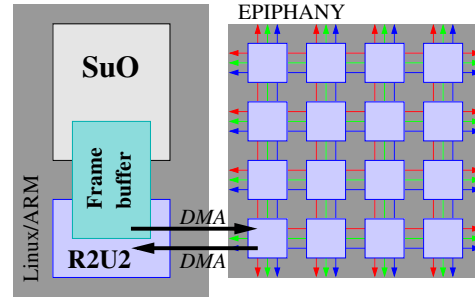 EPIPHANY
SuO
Frame
buffer
Linux/ARM
DMA
R2U2
DMA